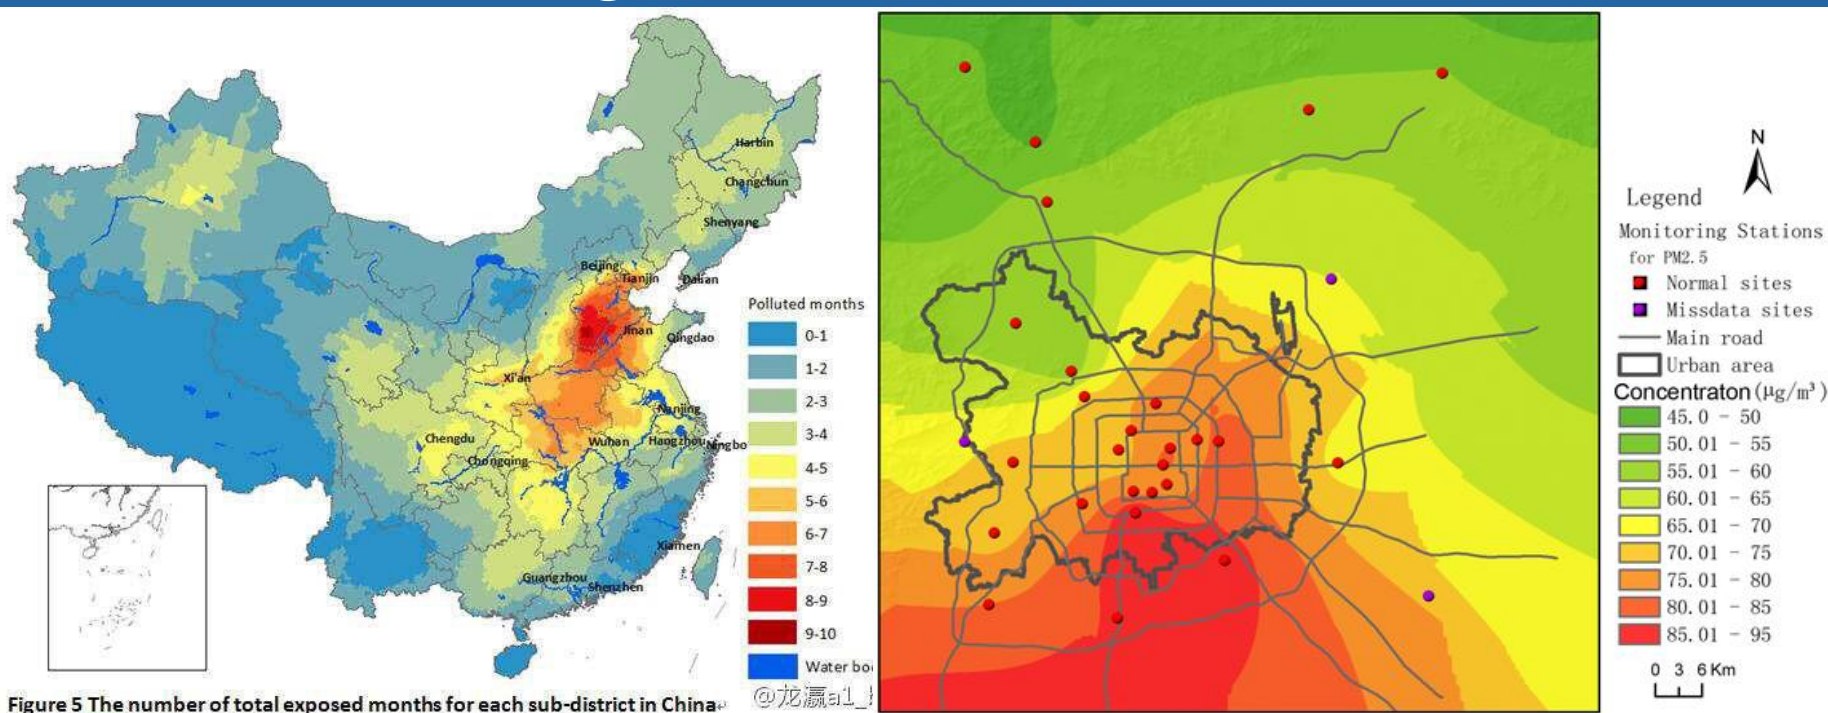 Harbin
Changchun
Shenyang
Beijing
Tianjin
Dalian
Jinan
Qingdao
Xi'an
Nanjing
Chengdu
Wuhan
Hangzhou
Ningbo
Chongqing
Xiamen
Guangzhou
Shenzhen
Polluted months
0-1
1-2
2-3
3-4
4-5
5-6
6-7
7-8
8-9
9-10
Water bo
Figure 5 The number of total exposed months for each sub-district in China
@龙瀛a1_
N
Legend
Monitoring Stations
for PM2.5
Normal sites
Missdata sites
Main road
Urban area
Concentraton (μg/m³)
45.0 - 50
50.01 - 55
55.01 - 60
60.01 - 65
65.01 - 70
70.01 - 75
75.01 - 80
80.01 - 85
85.01 - 95
0 3 6 Km